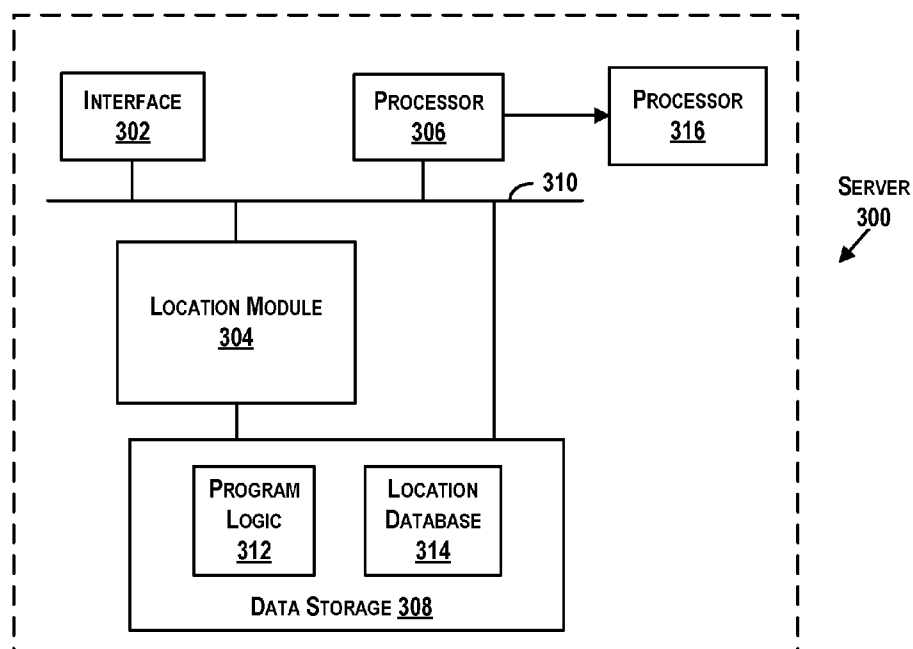 INTERFACE
302
PROCESSOR
306
PROCESSOR
316
310
SERVER
300
LOCATION MODULE
304
PROGRAM
LOGIC
312
LOCATION
DATABASE
314
DATA STORAGE 308